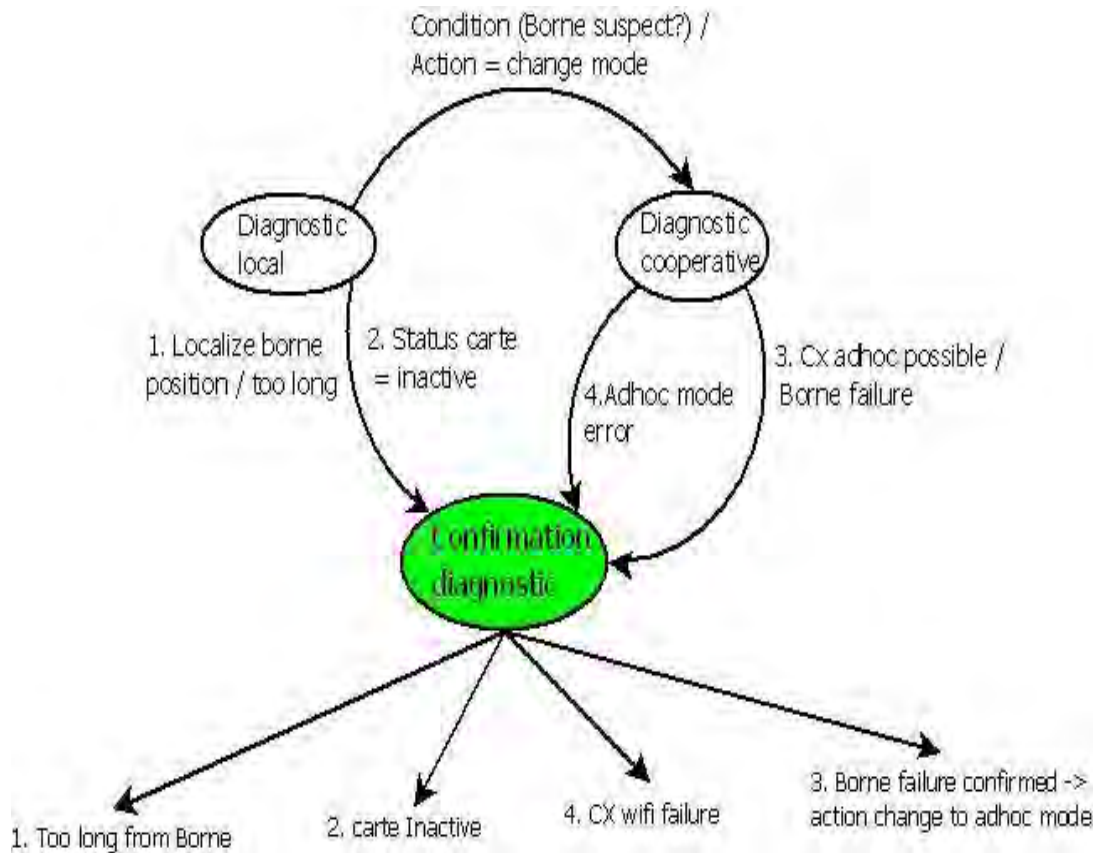 Condition (Borne suspect?) /
Action = change mode
Diagnostic
local
Diagnostic
cooperative
1. Localize borne
position / too long
2. Status carte
= inactive
4.Adhoc mode
error
3. Cx adhoc possible /
Borne failure
Confirmation
diagnostic
1. Too long from Borne
2. carte Inactive
4. CX wifi failure
3. Borne failure confirmed ->
action change to adhoc mode